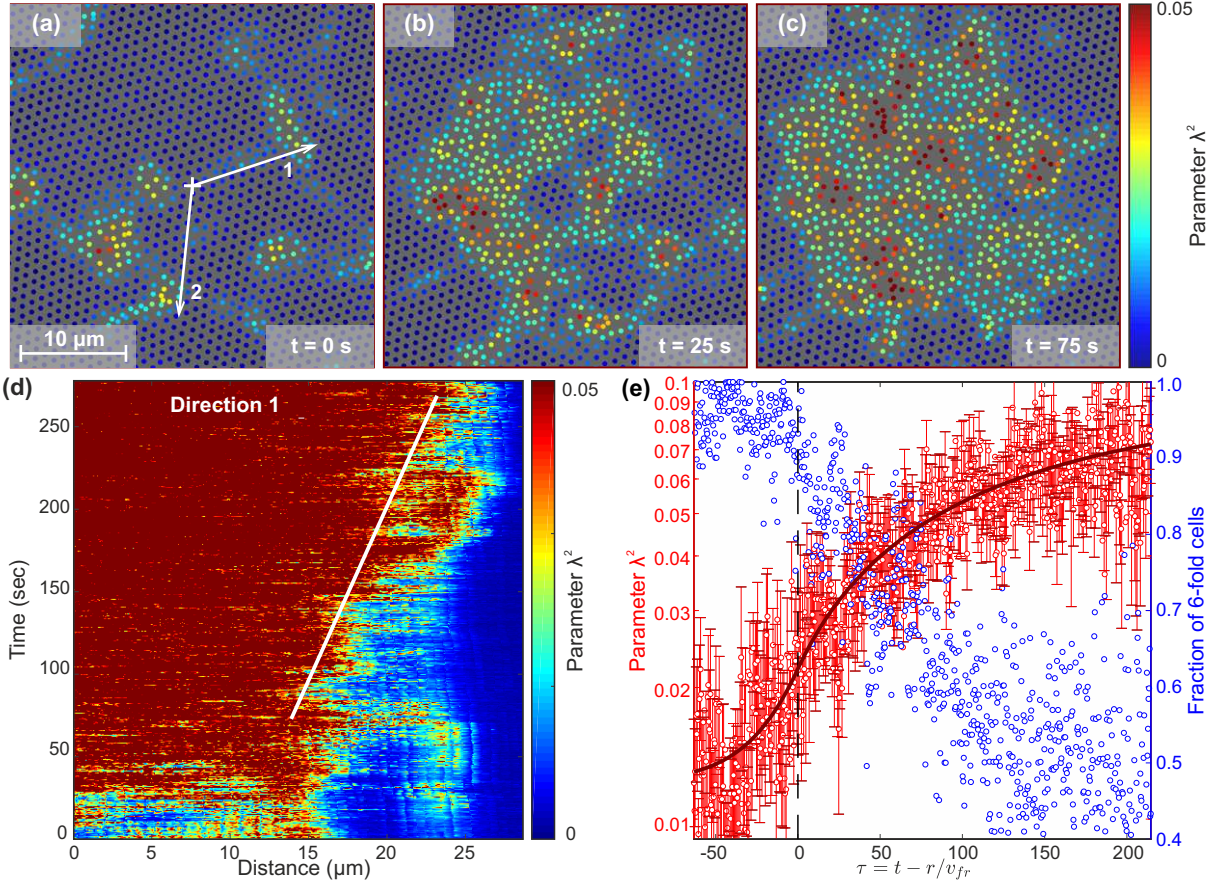 (a)
1
2
10 µm
t = 0 s
(b)
t = 25 s
(c)
t = 75 s
0.05
Parameter λ²
0
(d)
Direction 1
250
200
150
100
50
0
Time (sec)
0
5
10
15
20
25
Distance (µm)
0.05
Parameter λ²
0
(e)
0.1
0.09
0.08
0.07
0.06
0.05
0.04
0.03
0.02
0.01
Parameter λ²
-50
0
50
100
150
200
τ = t − r/v_fr
1.0
0.9
0.8
0.7
0.6
0.5
0.4
Fraction of 6-fold cells